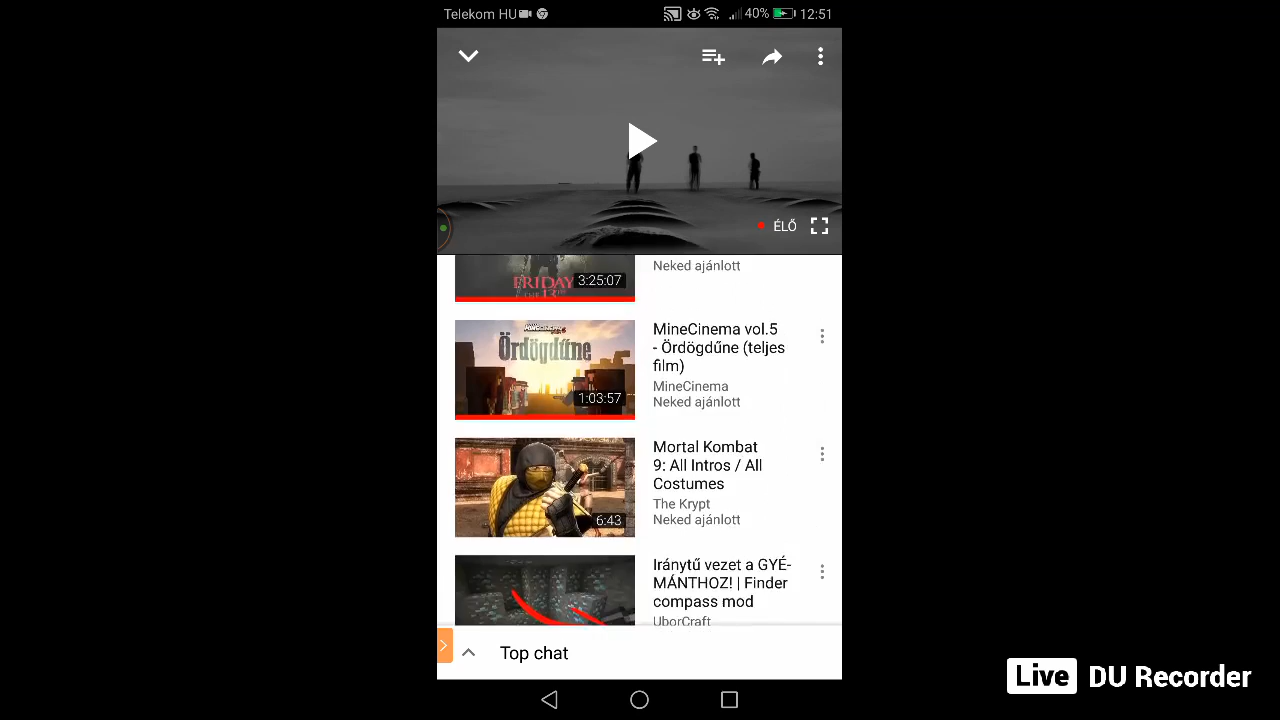 Telekom HU 40% 12:51
ÉLŐ
FRIDAY
THE 13TH
3:25:07
Neked ajánlott
Ördögdűne
1:03:57
MineCinema vol.5
- Ördögdűne (teljes
film)
MineCinema
Neked ajánlott
6:43
Mortal Kombat
9: All Intros / All
Costumes
The Krypt
Neked ajánlott
Iránytű vezet a GYÉ-
MÁNTHOZ! | Finder
compass mod
UborCraft
Top chat
Live DU Recorder